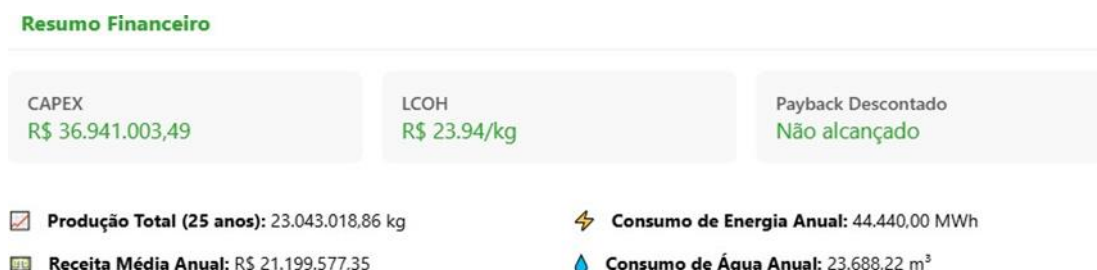 Resumo Financeiro
CAPEX
R$ 36.941.003,49
LCOH
R$ 23.94/kg
Payback Descontado
Não alcançado
Produção Total (25 anos): 23.043.018,86 kg
Consumo de Energia Anual: 44.440,00 MWh
Receita Média Anual: R$ 21.199.577,35
Consumo de Água Anual: 23.688,22 m³